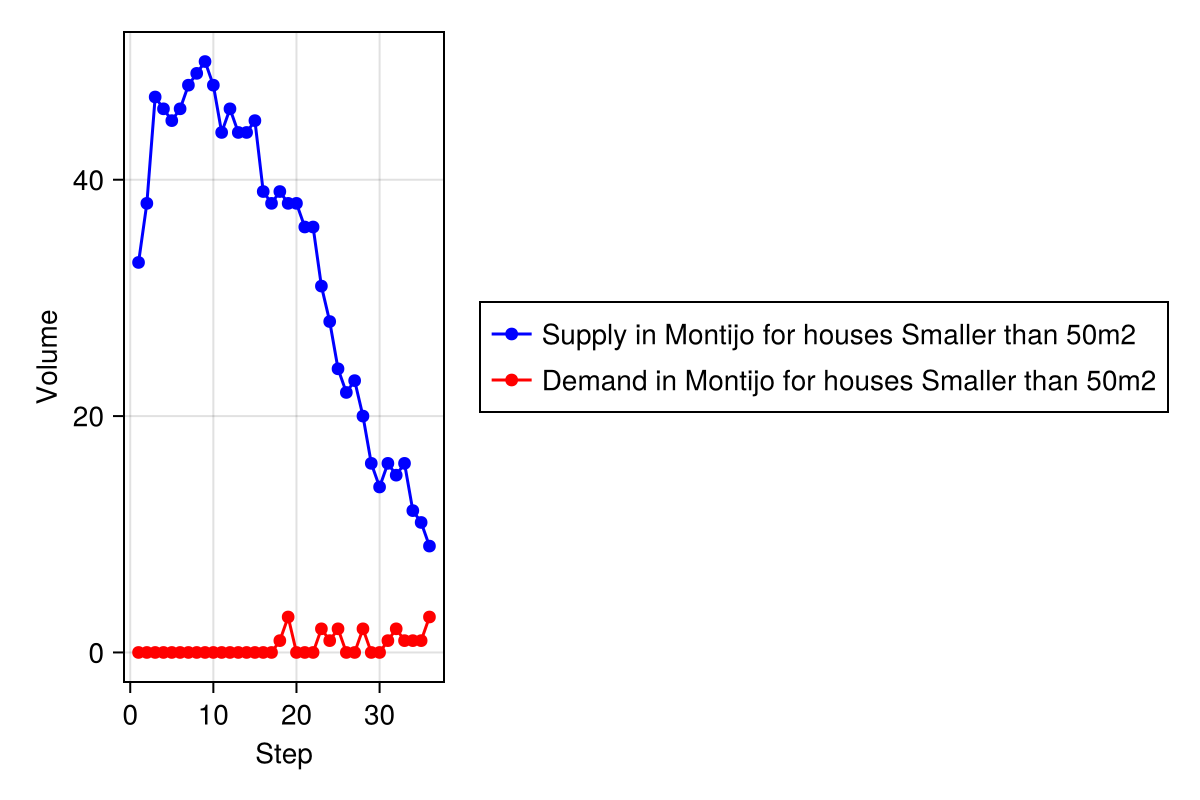 Volume
40
20
0
0 10 20 30
Step
Supply in Montijo for houses Smaller than 50m2
Demand in Montijo for houses Smaller than 50m2